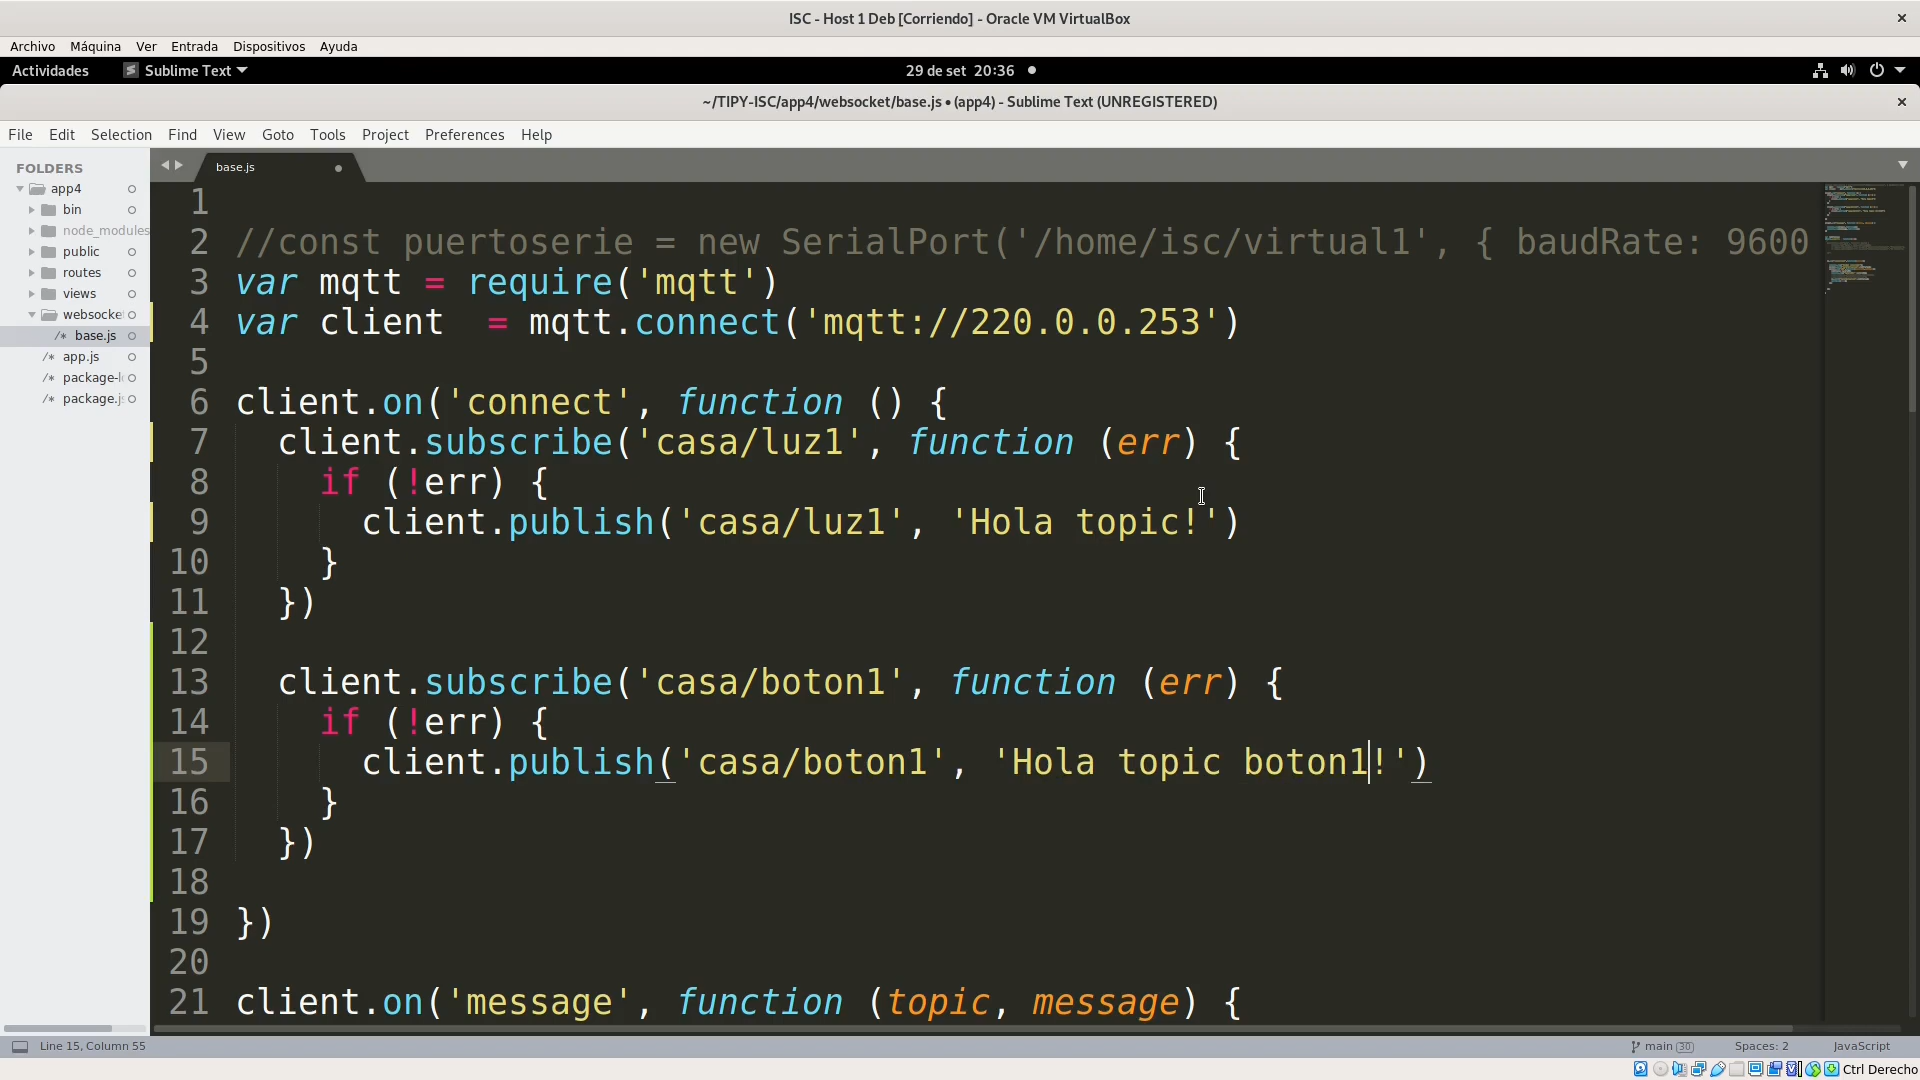 ISC - Host 1 Deb [Corriendo] - Oracle VM VirtualBox
Archivo Máquina Ver Entrada Dispositivos Ayuda
Actividades Sublime Text 29 de set 20:36
~/TIPY-ISC/app4/websocket/base.js • (app4) - Sublime Text (UNREGISTERED)
File Edit Selection Find View Goto Tools Project Preferences Help
FOLDERS
app4
bin
node_modules
public
routes
views
websocke
/* base.js
/* app.js
/* package-l
/* package.j
base.js
1
2 //const puertoserie = new SerialPort('/home/isc/virtual1', { baudRate: 9600
3 var mqtt = require('mqtt')
4 var client  = mqtt.connect('mqtt://220.0.0.253')
5
6 client.on('connect', function () {
7   client.subscribe('casa/luz1', function (err) {
8     if (!err) {
9       client.publish('casa/luz1', 'Hola topic!')
10     }
11   })
12
13   client.subscribe('casa/boton1', function (err) {
14     if (!err) {
15       client.publish('casa/boton1', 'Hola topic boton1!')
16     }
17   })
18
19 })
20
21 client.on('message', function (topic, message) {
Line 15, Column 55 main 30 Spaces: 2 JavaScript
Ctrl Derecho